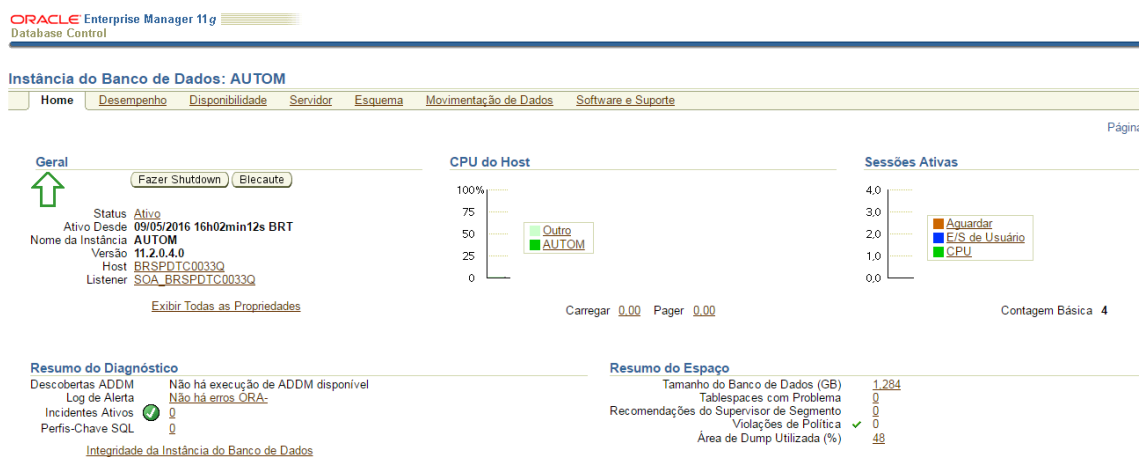 ORACLE Enterprise Manager 11g
Database Control
Instância do Banco de Dados: AUTOM
Home Desempenho Disponibilidade Servidor Esquema Movimentação de Dados Software e Suporte
Página
Geral
Fazer Shutdown Blecaute
Status Ativo
Ativo Desde 09/05/2016 16h02min12s BRT
Nome da Instância AUTOM
Versão 11.2.0.4.0
Host BRSPDTC0033Q
Listener SOA_BRSPDTC0033Q
Exibir Todas as Propriedades
CPU do Host
100%
75
50
25
0
Outro
AUTOM
Carregar 0,00 Pager 0,00
Sessões Ativas
4,0
3,0
2,0
1,0
0,0
Aguardar
E/S de Usuário
CPU
Contagem Básica 4
Resumo do Diagnóstico
Descobertas ADDM Não há execução de ADDM disponível
Log de Alerta Não há erros ORA-
Incidentes Ativos 0
Perfis-Chave SQL 0
Integridade da Instância do Banco de Dados
Resumo do Espaço
Tamanho do Banco de Dados (GB) 1,284
Tablespaces com Problema 0
Recomendações do Supervisor de Segmento 0
Violações de Política 0
Área de Dump Utilizada (%) 48